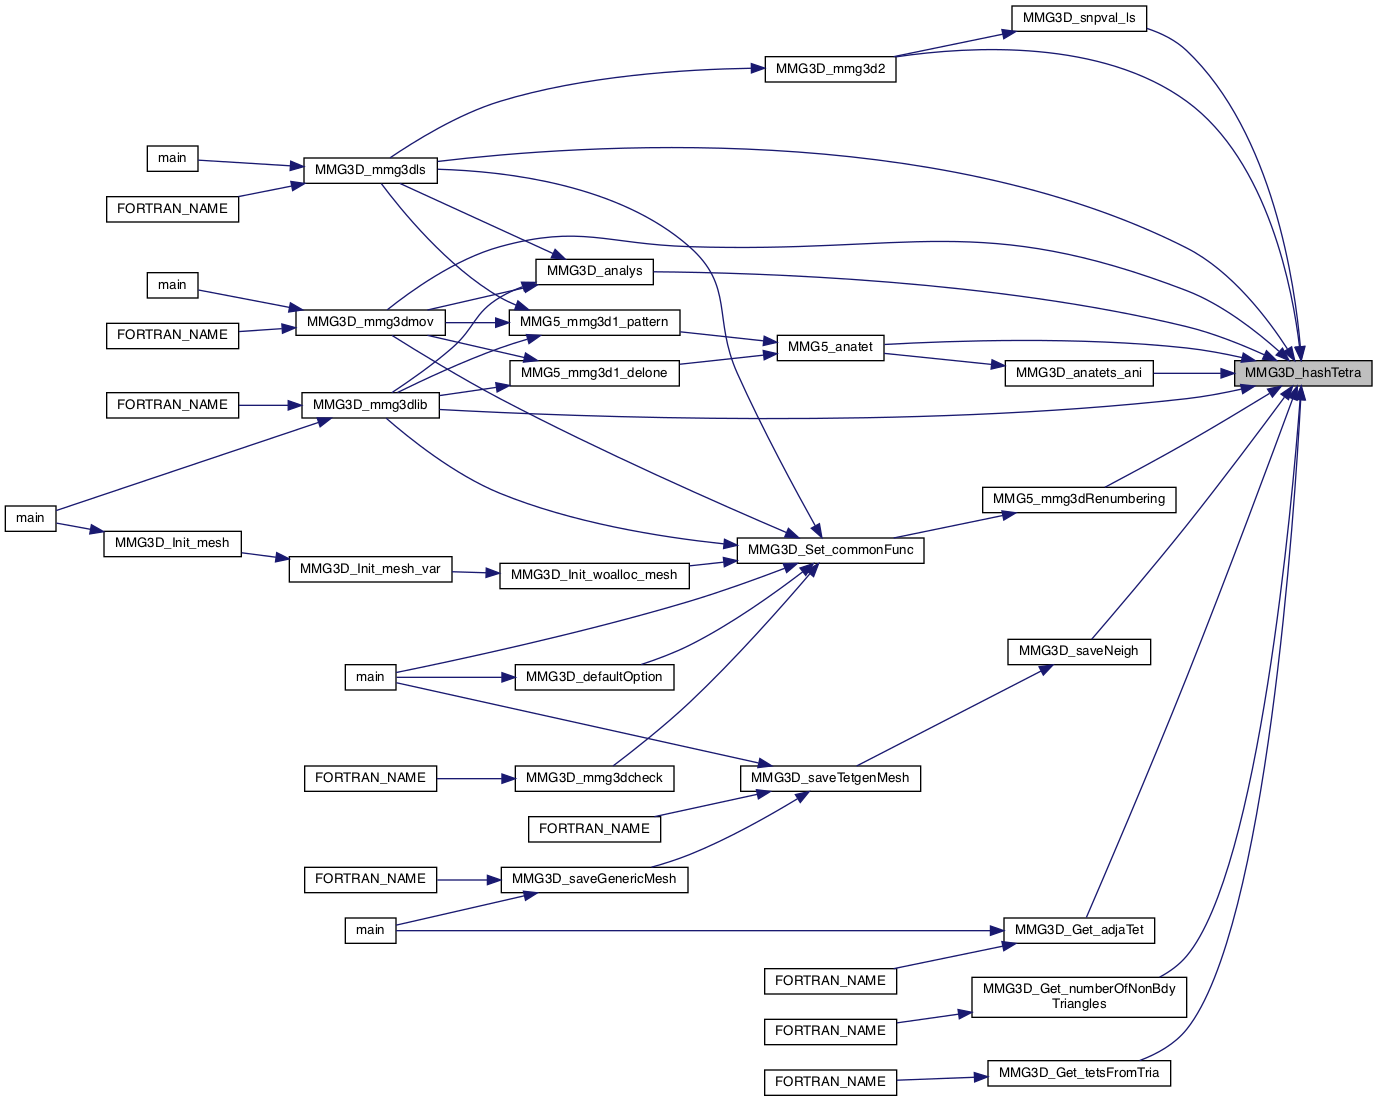 MMG3D_snpval_ls
MMG3D_mmg3d2
main
MMG3D_mmg3dls
FORTRAN_NAME
MMG3D_analys
main
MMG3D_mmg3dmov
MMG5_mmg3d1_pattern
FORTRAN_NAME
MMG5_anatet
MMG5_mmg3d1_delone
MMG3D_anatets_ani
MMG3D_hashTetra
FORTRAN_NAME
MMG3D_mmg3dlib
MMG5_mmg3dRenumbering
main
MMG3D_Init_mesh
MMG3D_Set_commonFunc
MMG3D_Init_mesh_var
MMG3D_Init_woalloc_mesh
MMG3D_saveNeigh
main
MMG3D_defaultOption
FORTRAN_NAME
MMG3D_mmg3dcheck
MMG3D_saveTetgenMesh
FORTRAN_NAME
FORTRAN_NAME
MMG3D_saveGenericMesh
main
MMG3D_Get_adjaTet
FORTRAN_NAME
MMG3D_Get_numberOfNonBdy
Triangles
FORTRAN_NAME
MMG3D_Get_tetsFromTria
FORTRAN_NAME